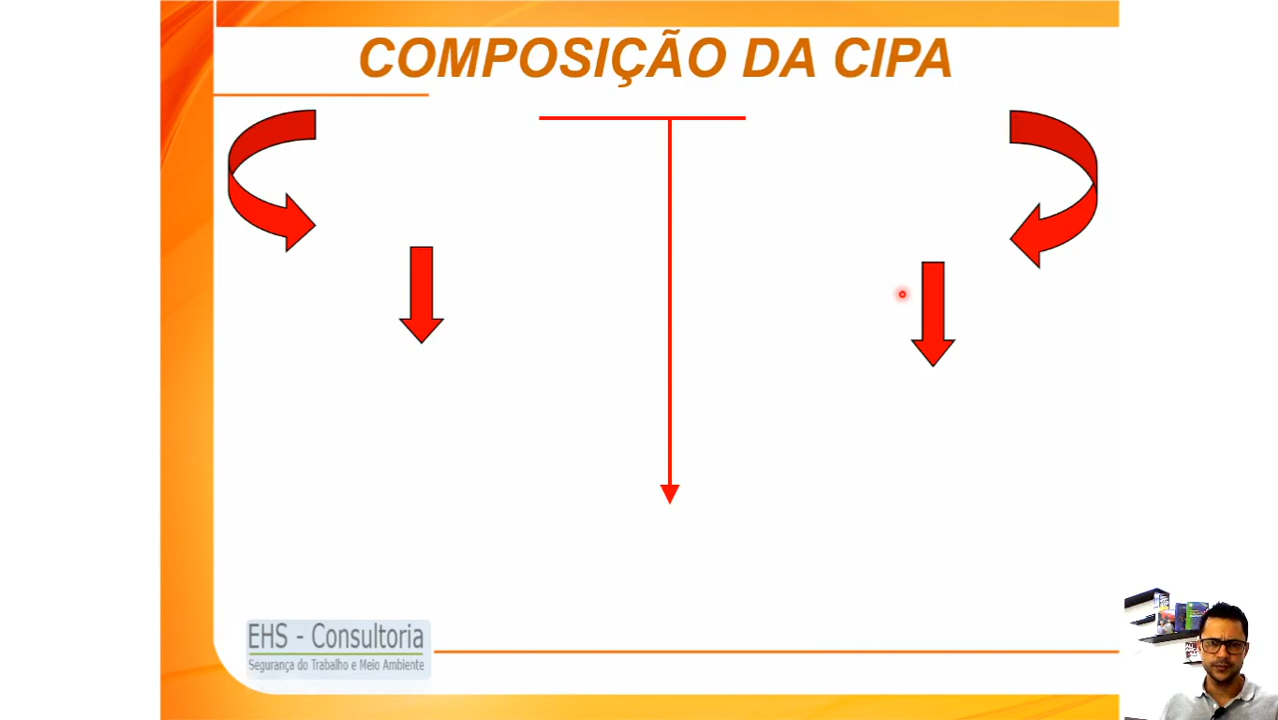 COMPOSIÇÃO DA CIPA
EHS - Consultoria
Segurança do Trabalho e Meio Ambiente